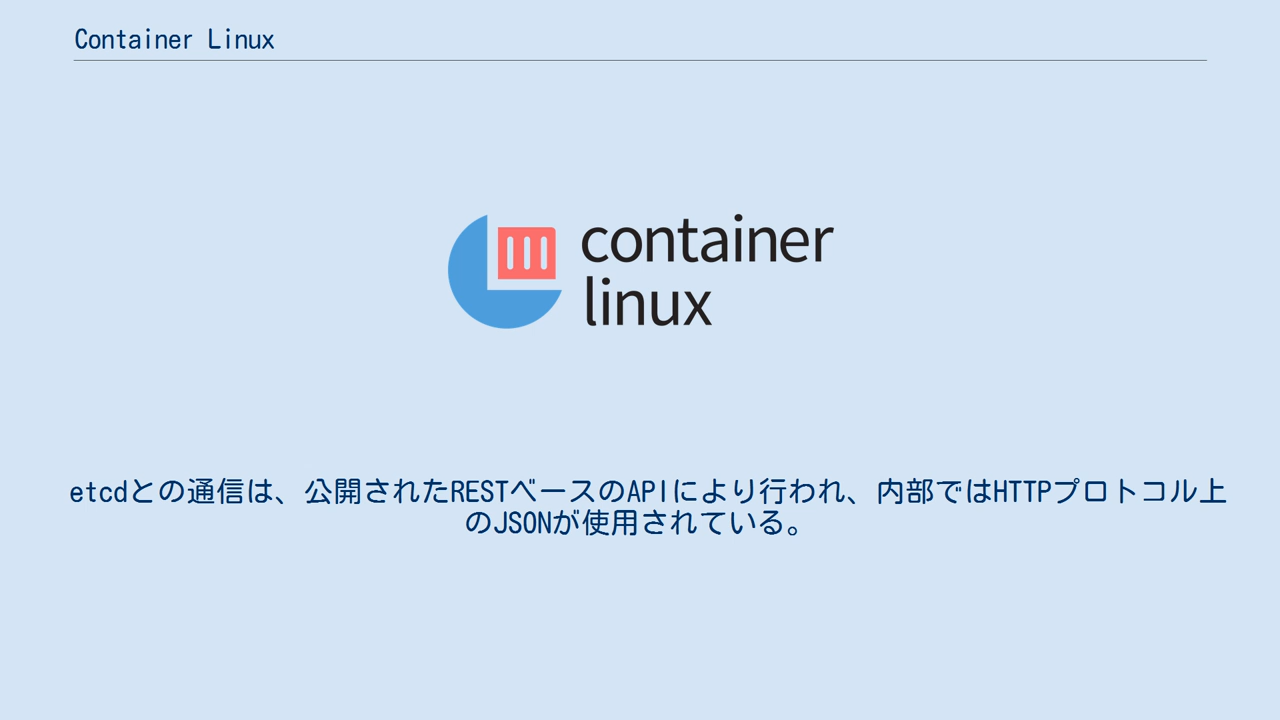 Container Linux
container
linux
etcdとの通信は、公開されたRESTベースのAPIにより行われ、内部ではHTTPプロトコル上
のJSONが使用されている。